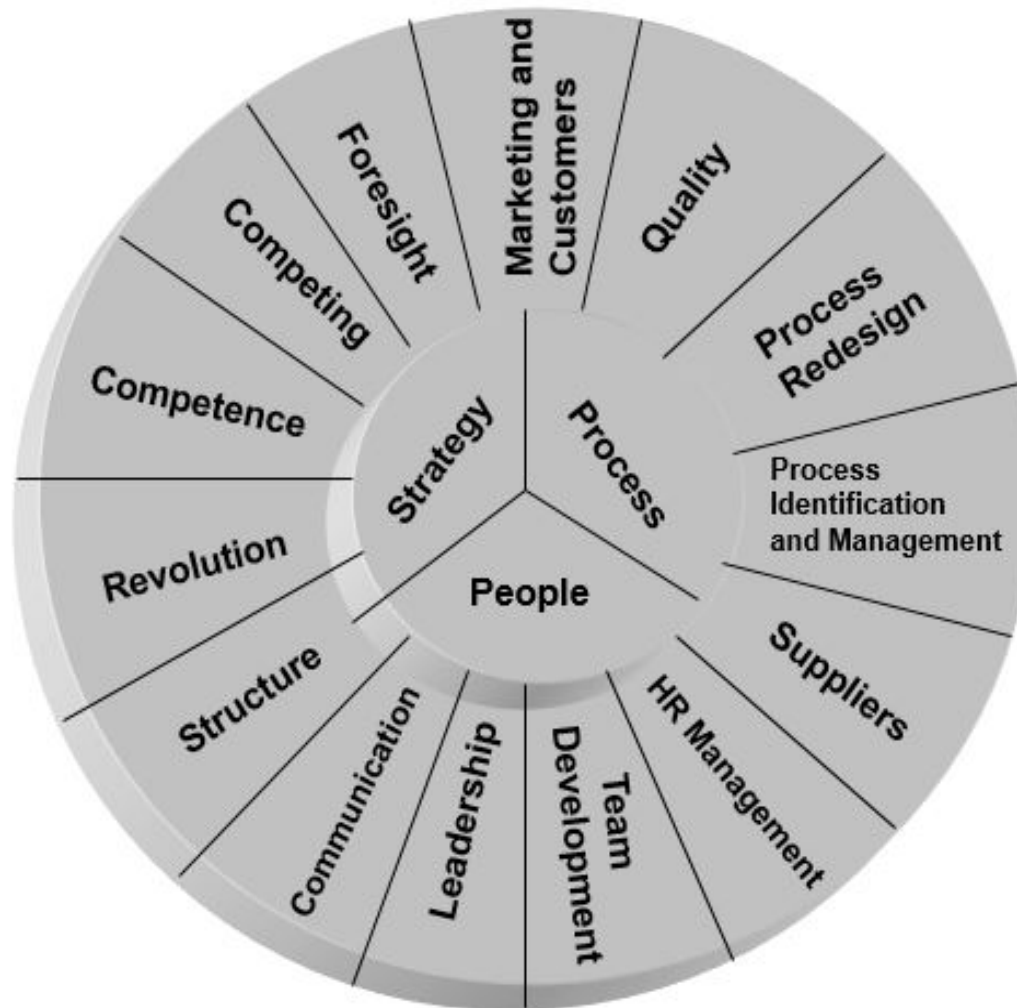 Marketing and
Customers
Quality
Process
Redesign
Process
Identification
and Management
Suppliers
HR Management
Team
Development
Leadership
Communication
Structure
Revolution
Competence
Competing
Foresight
Strategy
Process
People